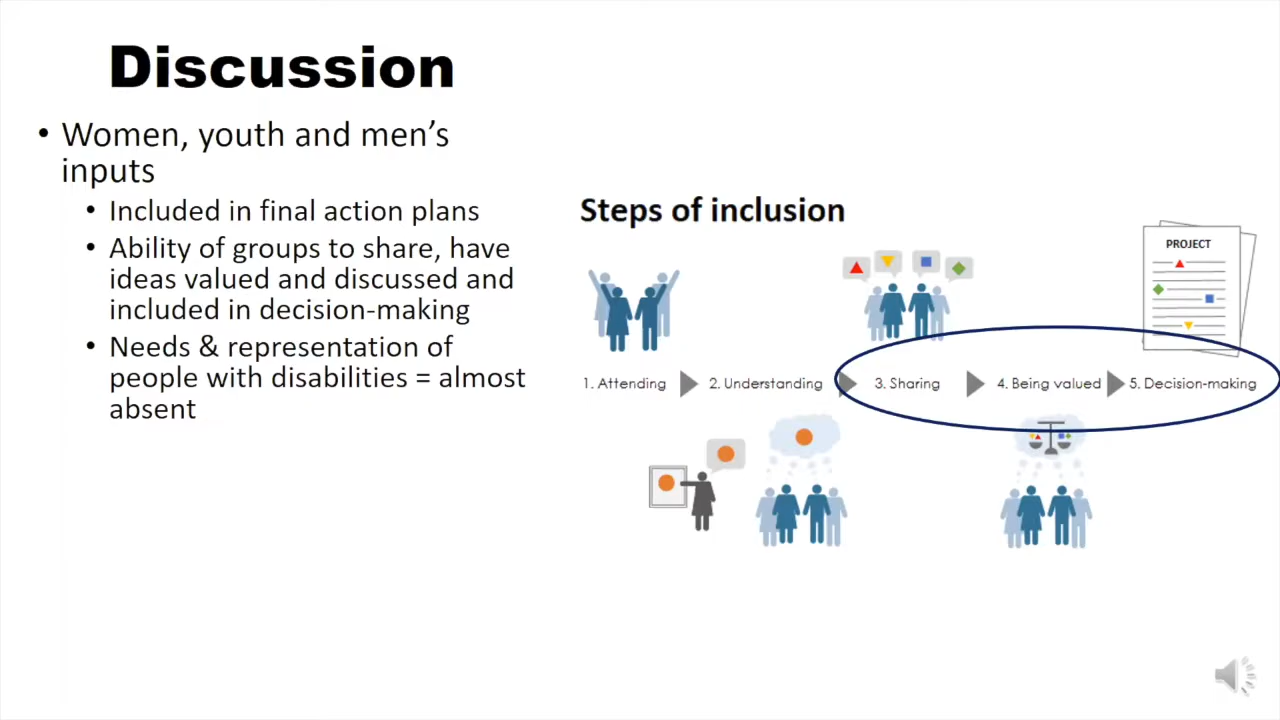 Discussion
• Women, youth and men's
inputs
• Included in final action plans
• Ability of groups to share, have
ideas valued and discussed and
included in decision-making
• Needs & representation of
people with disabilities = almost
absent
Steps of inclusion
PROJECT
1. Attending
2. Understanding
3. Sharing
4. Being valued
5. Decision-making